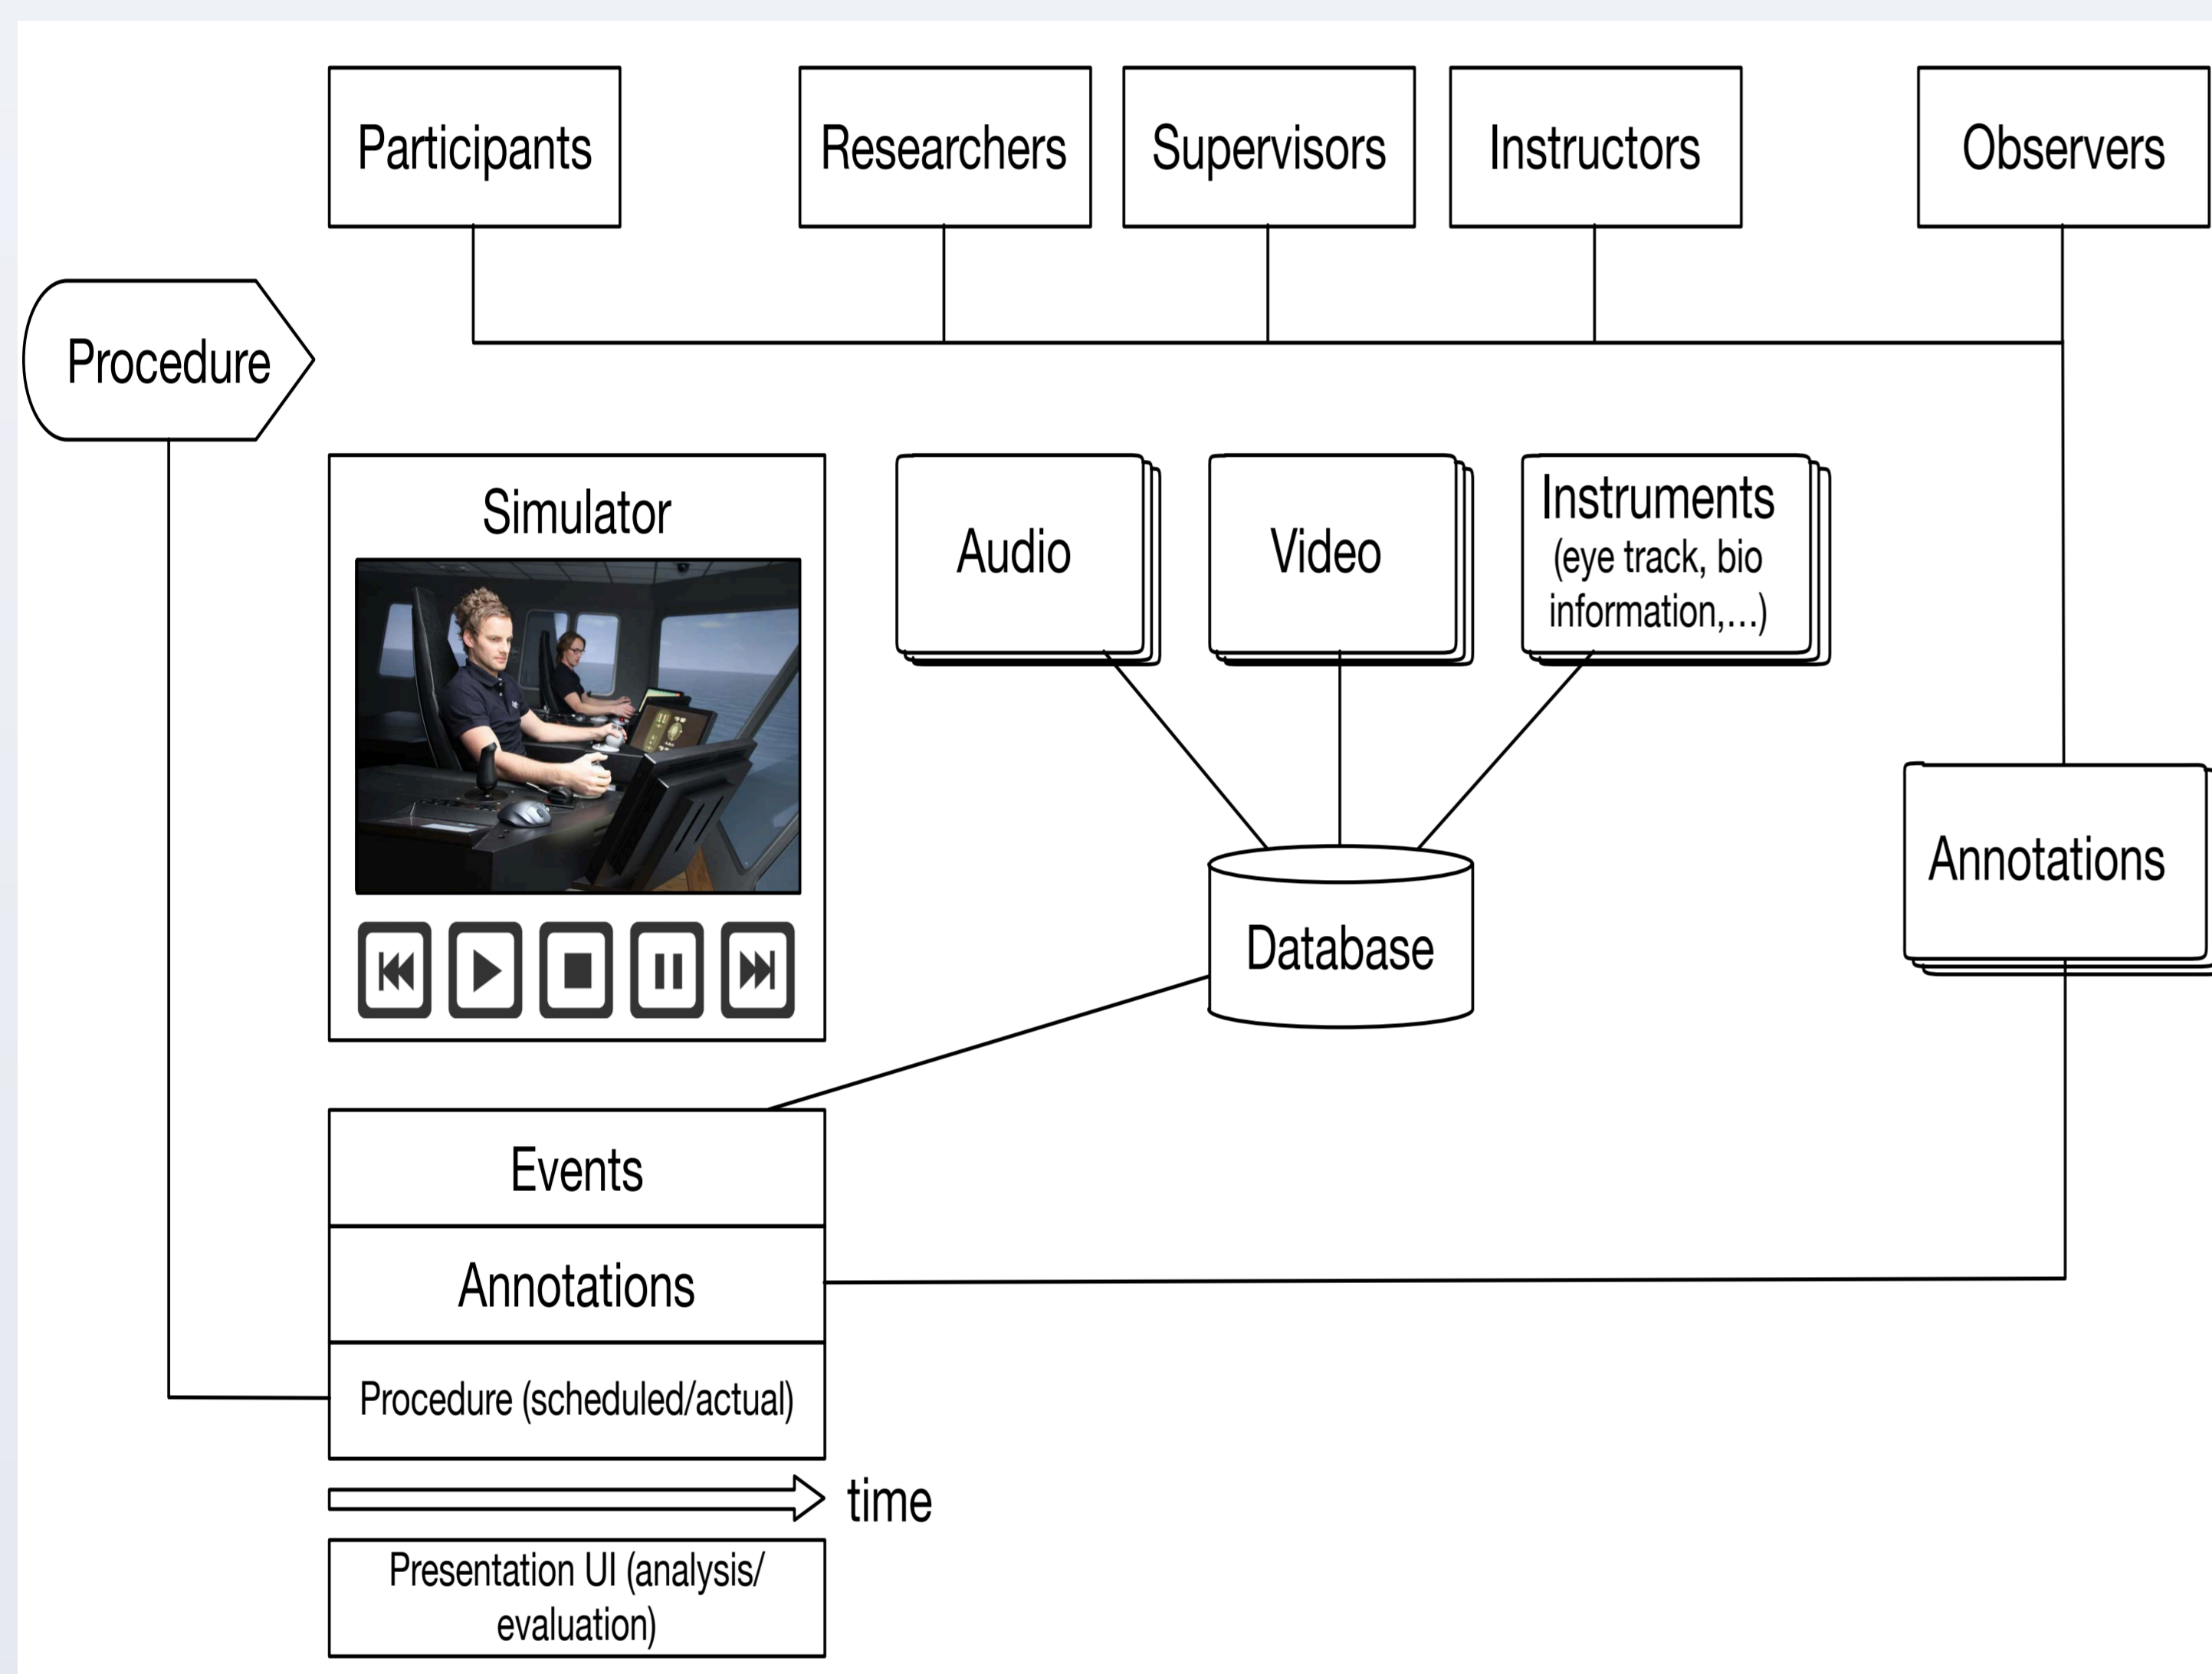 Participants
Researchers
Supervisors
Instructors
Observers
Procedure
Simulator
Audio
Video
Instruments
(eye track, bio
information,...)
Database
Annotations
Events
Annotations
Procedure (scheduled/actual)
time
Presentation UI (analysis/
evaluation)